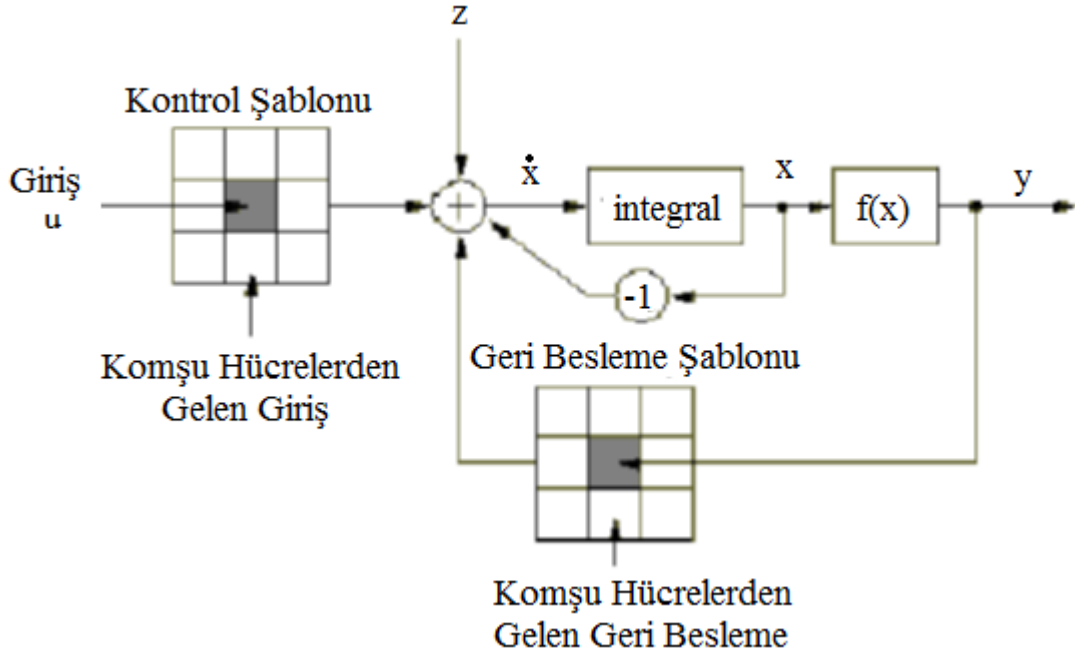 z
Kontrol Şablonu
Giriş
u
+
ẋ
integral
x
f(x)
y
-1
Komşu Hücrelerden
Gelen Giriş
Geri Besleme Şablonu
Komşu Hücrelerden
Gelen Geri Besleme